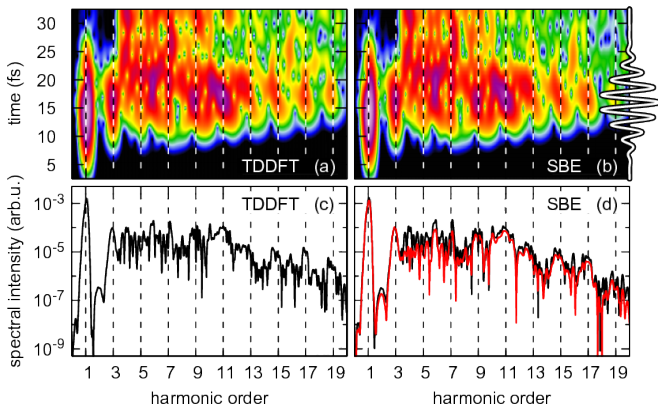 time (fs)
30
25
20
15
10
5
TDDFT (a)
SBE (b)
spectral intensity (arb.u.)
10-3
10-5
10-7
10-9
TDDFT (c)
SBE (d)
1 3 5 7 9 11 13 15 17 19
1 3 5 7 9 11 13 15 17 19
harmonic order
harmonic order